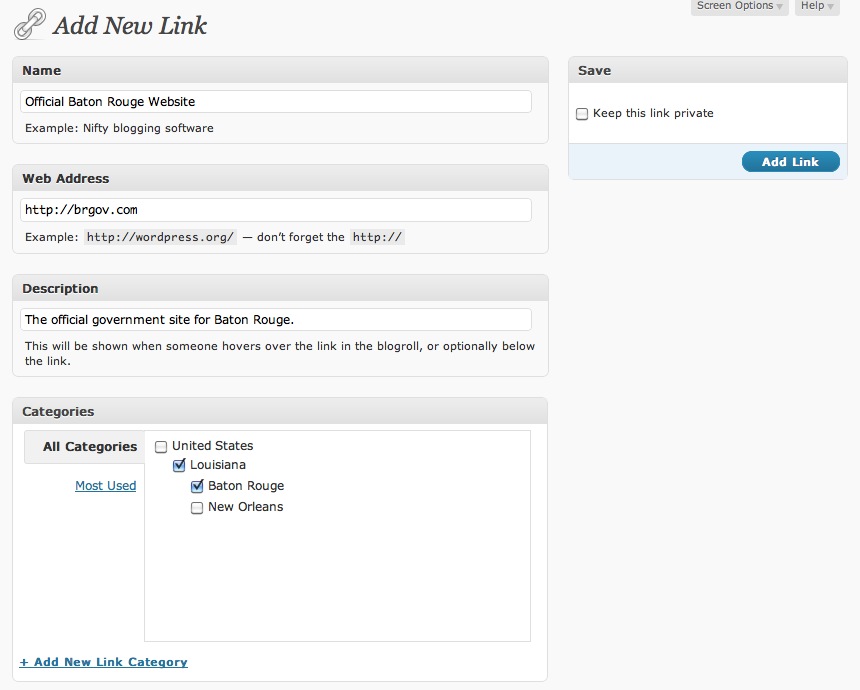 Screen Options
Help
Add New Link
Name
Official Baton Rouge Website
Example: Nifty blogging software
Web Address
http://brgov.com
Example: http://wordpress.org/ — don’t forget the http://
Description
The official government site for Baton Rouge.
This will be shown when someone hovers over the link in the blogroll, or optionally below
the link.
Categories
All Categories
Most Used
United States
Louisiana
Baton Rouge
New Orleans
+ Add New Link Category
Save
Keep this link private
Add Link